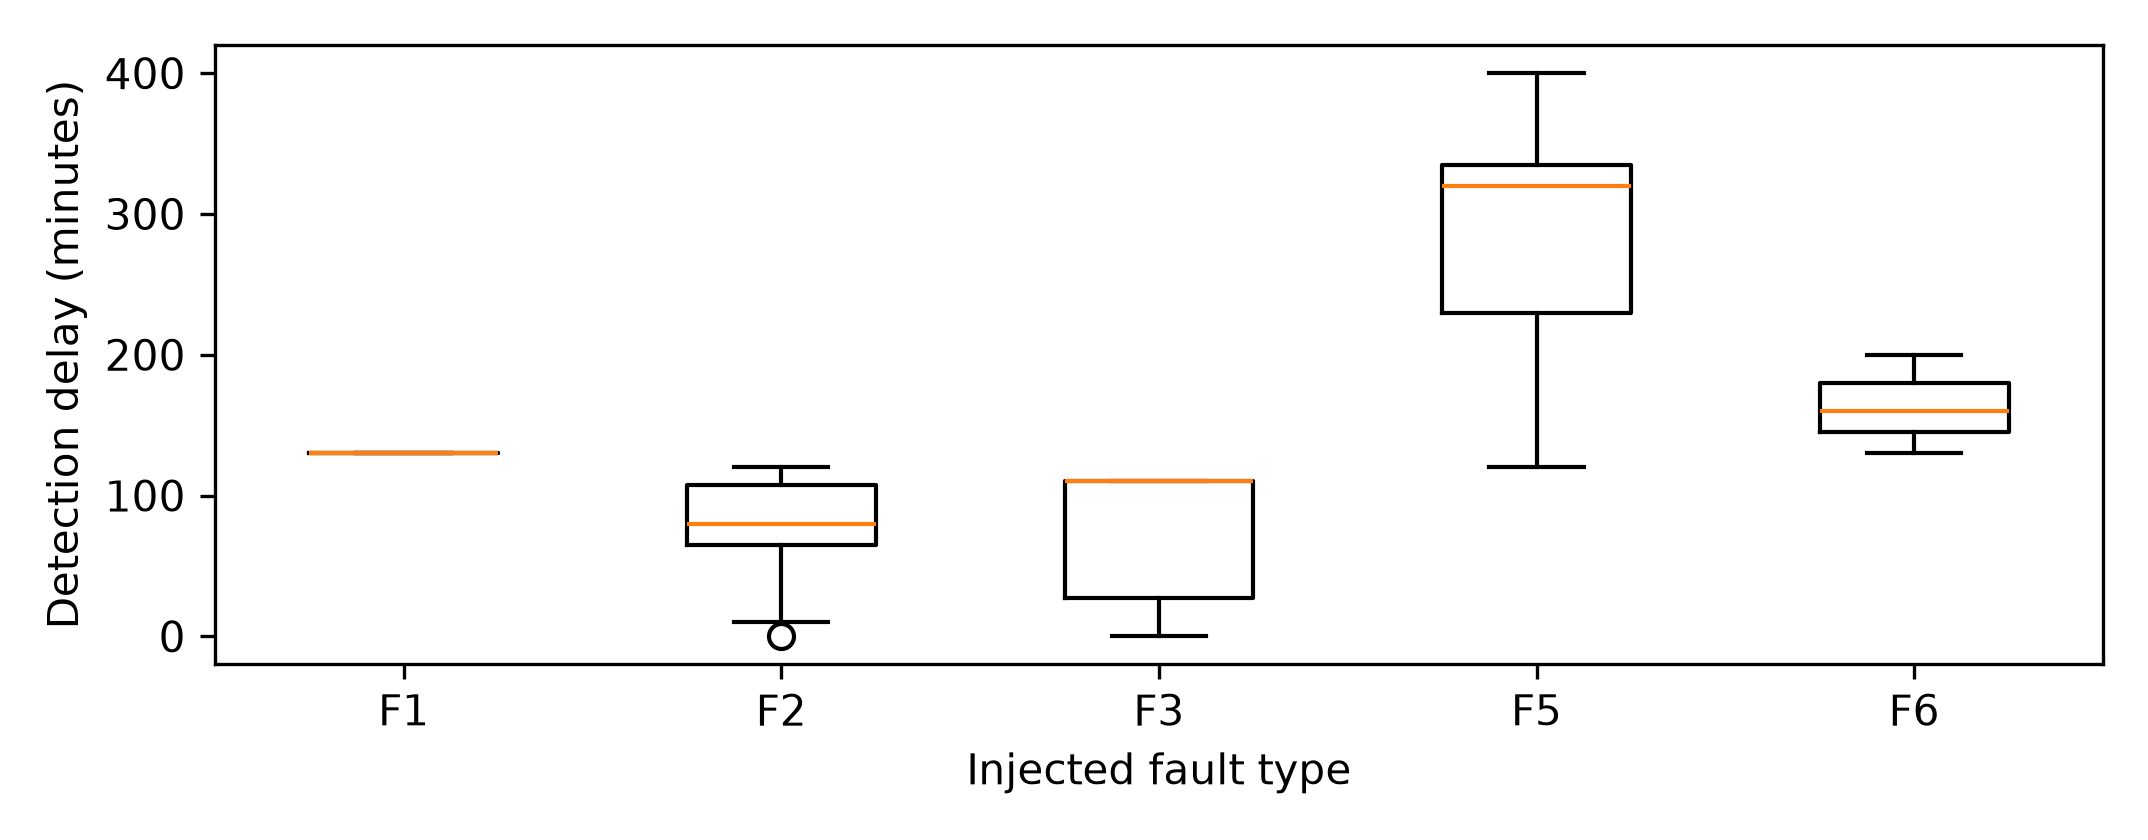 Detection delay (minutes)
400
300
200
100
0
F1 F2 F3 F5 F6
Injected fault type